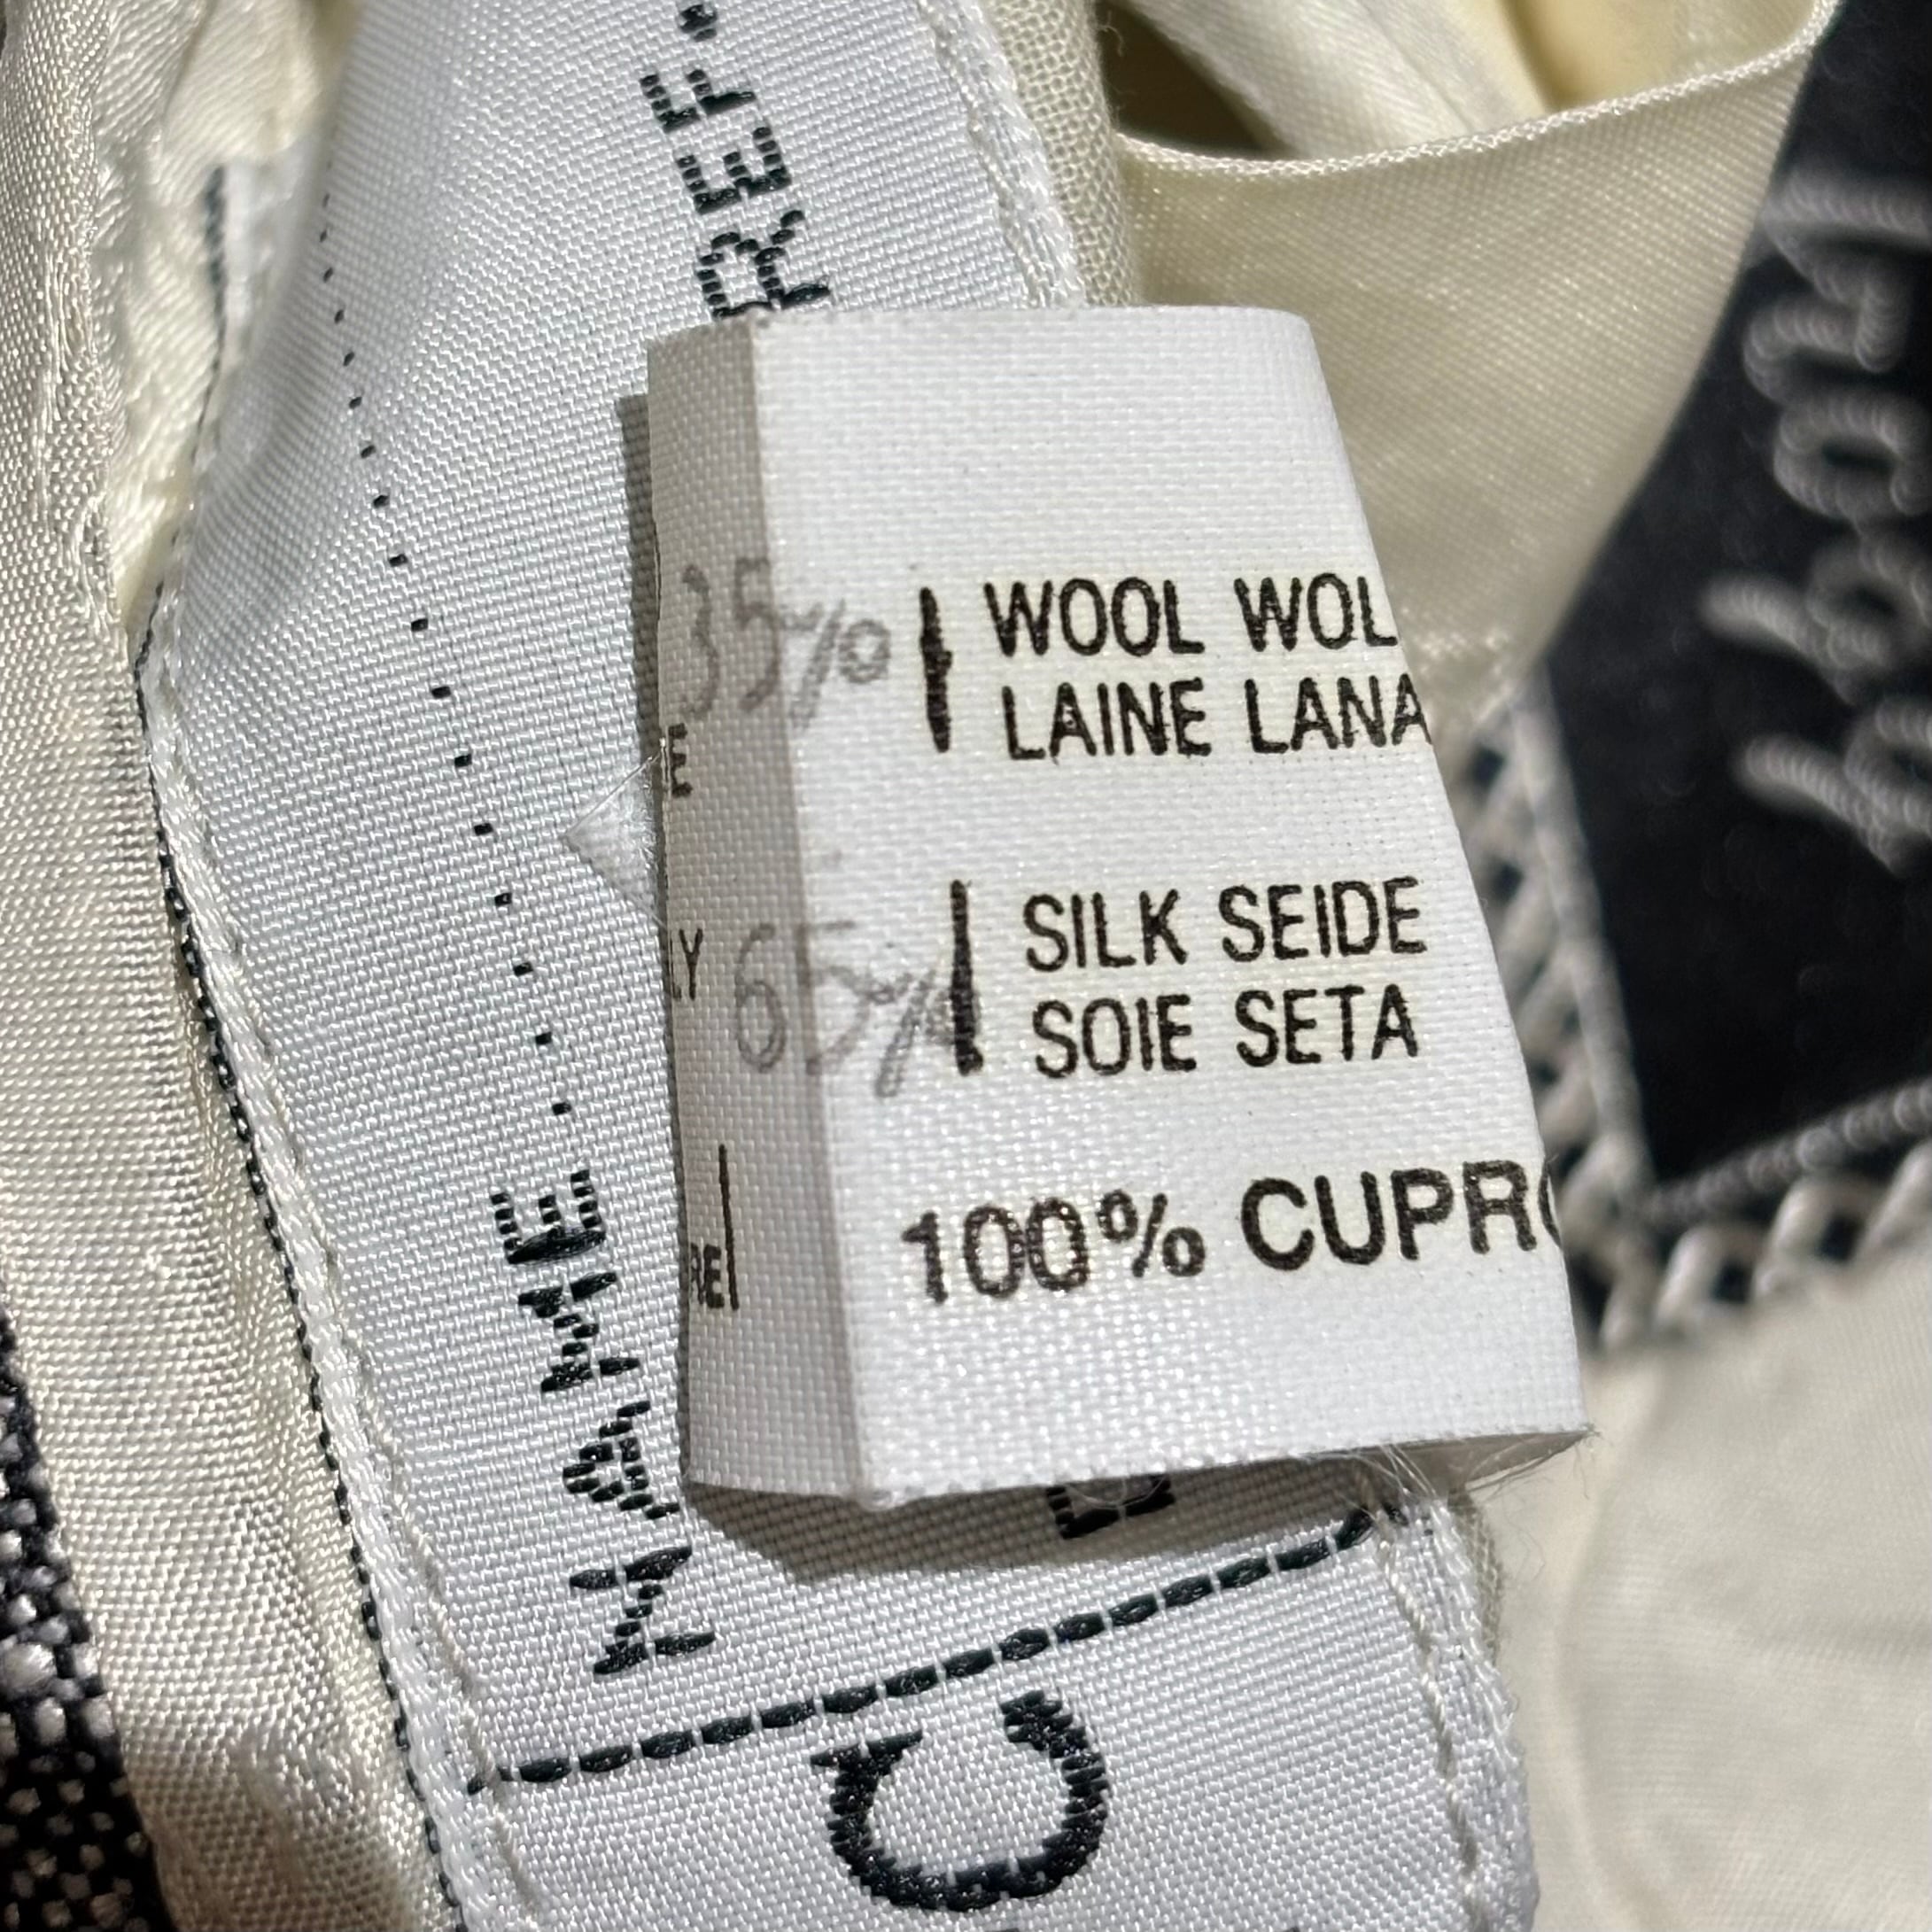 REF.
35% WOOL WOL
LAINE LANA
65% SILK SEIDE
SOIE SETA
100% CUPRO
NAME